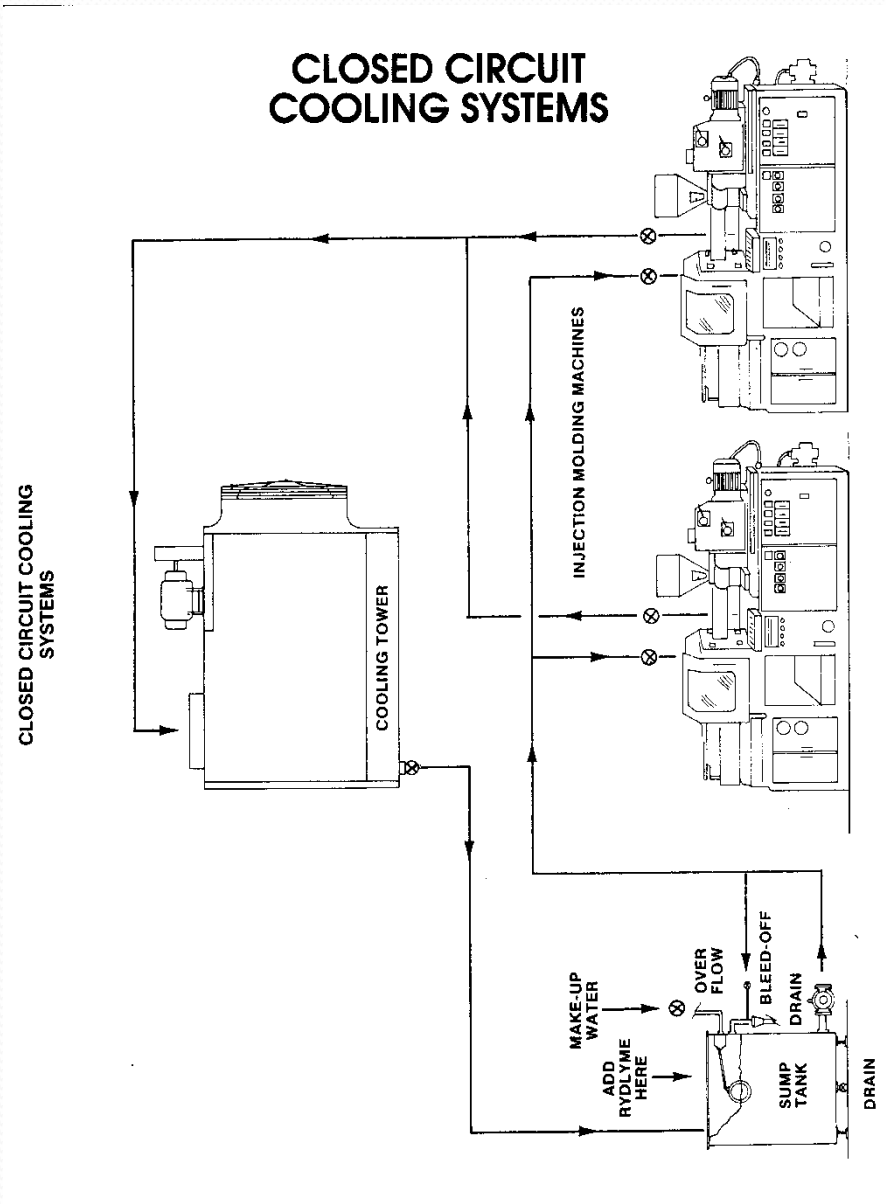 CLOSED CIRCUIT
COOLING SYSTEMS
CLOSED CIRCUIT COOLING
SYSTEMS
COOLING TOWER
INJECTION MOLDING MACHINES
MAKE-UP
WATER
OVER
FLOW
BLEED-OFF
DRAIN
ADD
RYDLYME
HERE
SUMP
TANK
DRAIN